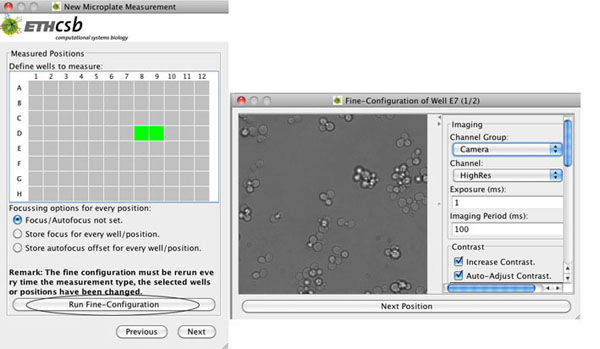 New Microplate Measurement
ETHcsb
computational systems biology
Measured Positions
Define wells to measure:
1 2 3 4 5 6 7 8 9 10 11 12
A
B
C
D
E
F
G
H
Focussing options for every position:
Focus/Autofocus not set.
Store focus for every well/position.
Store autofocus offset for every well/position.
Remark: The fine configuration must be rerun eve
ry time the measurement type, the selected wells
or positions have been changed.
Run Fine-Configuration
Previous Next
Fine-Configuration of Well E7 (1/2)
Imaging
Channel Group:
Camera
Channel:
HighRes
Exposure (ms):
1
Imaging Period (ms):
100
Contrast
Increase Contrast.
Auto-Adjust Contrast.
Next Position